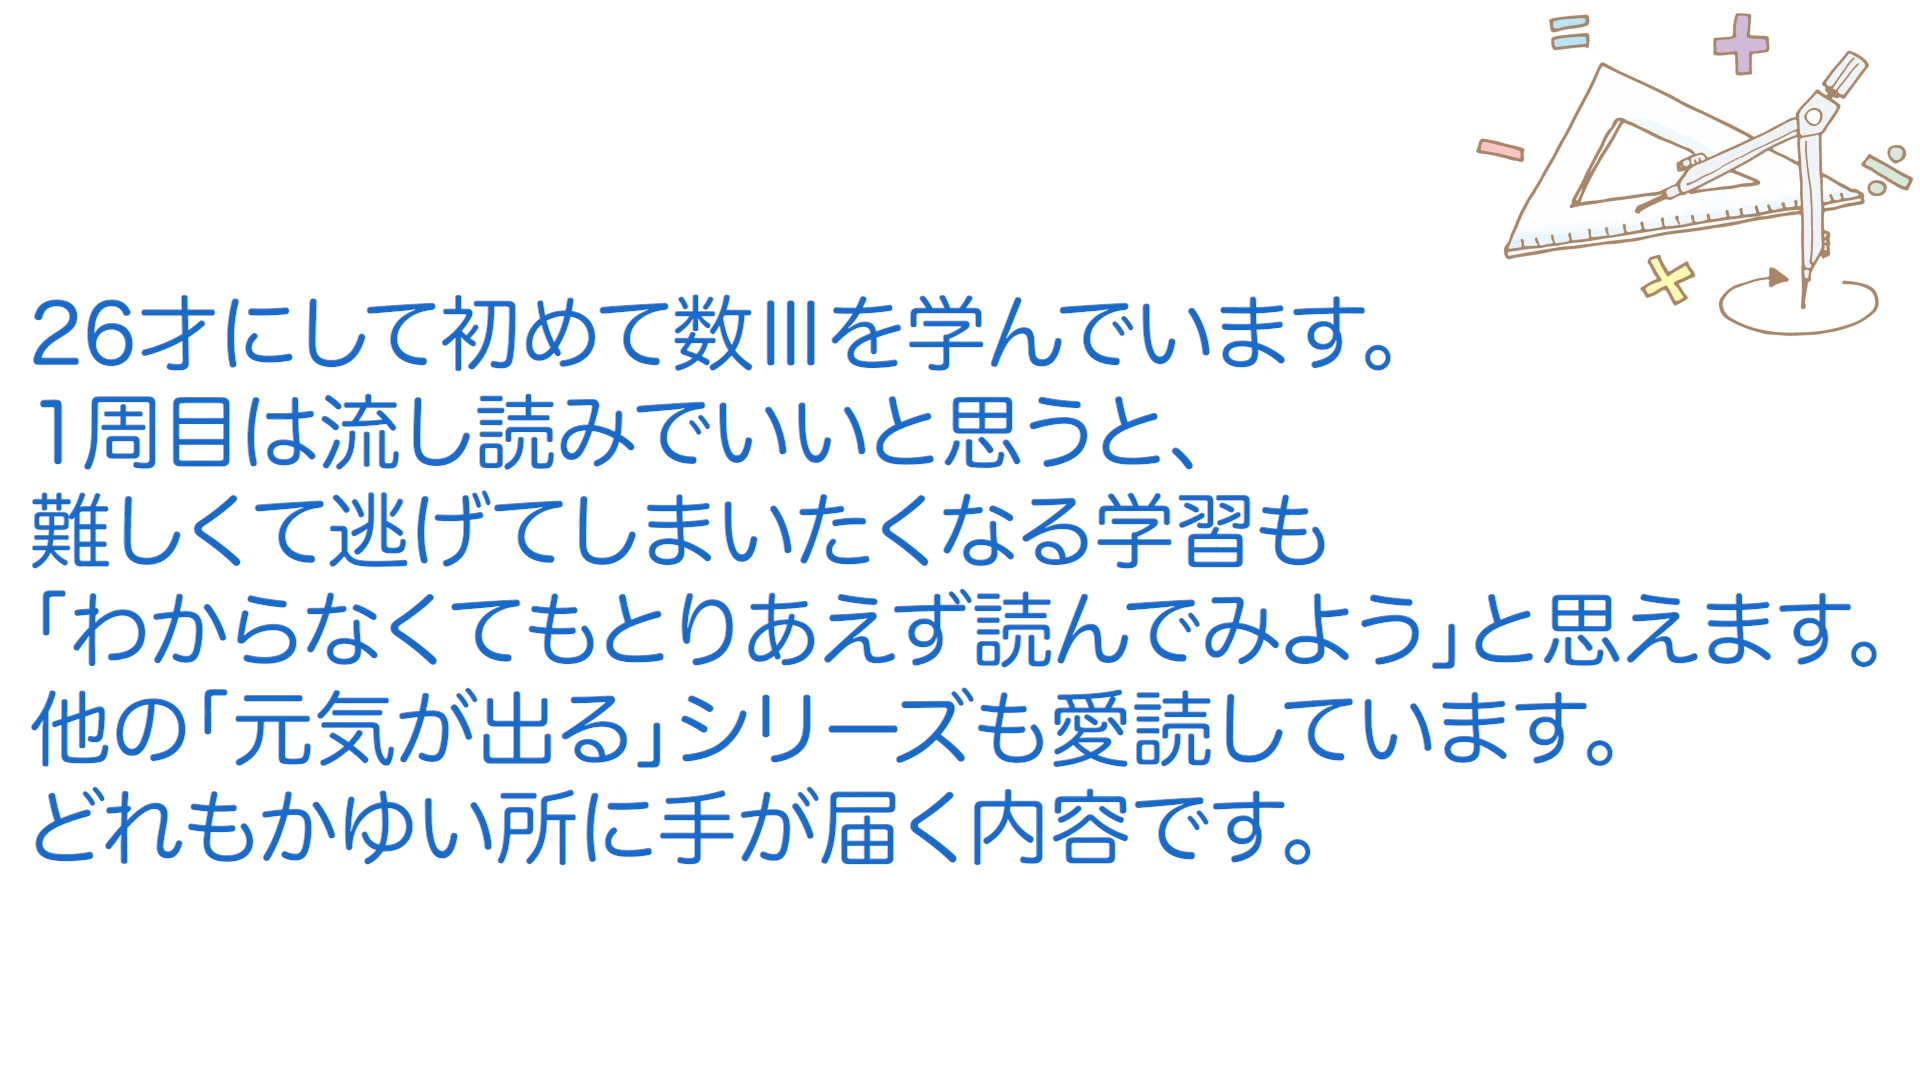 26才にして初めて数Ⅲを学んでいます。
1周目は流し読みでいいと思うと、
難しくて逃げてしまいたくなる学習も
「わからなくてもとりあえず読んでみよう」と思えます。
他の「元気が出る」シリーズも愛読しています。
どれもかゆい所に手が届く内容です。